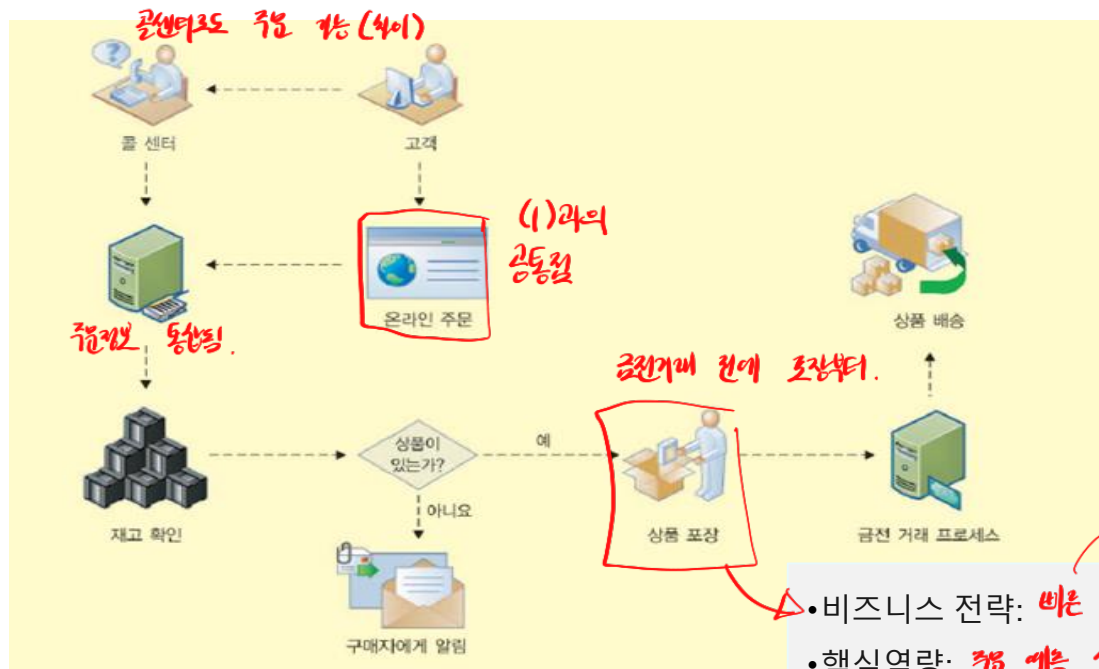 콜센터로도 주문 가능 (차이)
콜 센터
고객
(1)과의
공통점
온라인 주문
상품 배송
주문정보 통합됨.
금전거래 전에 포장부터.
상품이
있는가?
예
아니요
재고 확인
상품 포장
금전 거래 프로세스
구매자에게 알림
•비즈니스 전략: 빠른
•핵심역량: 주문